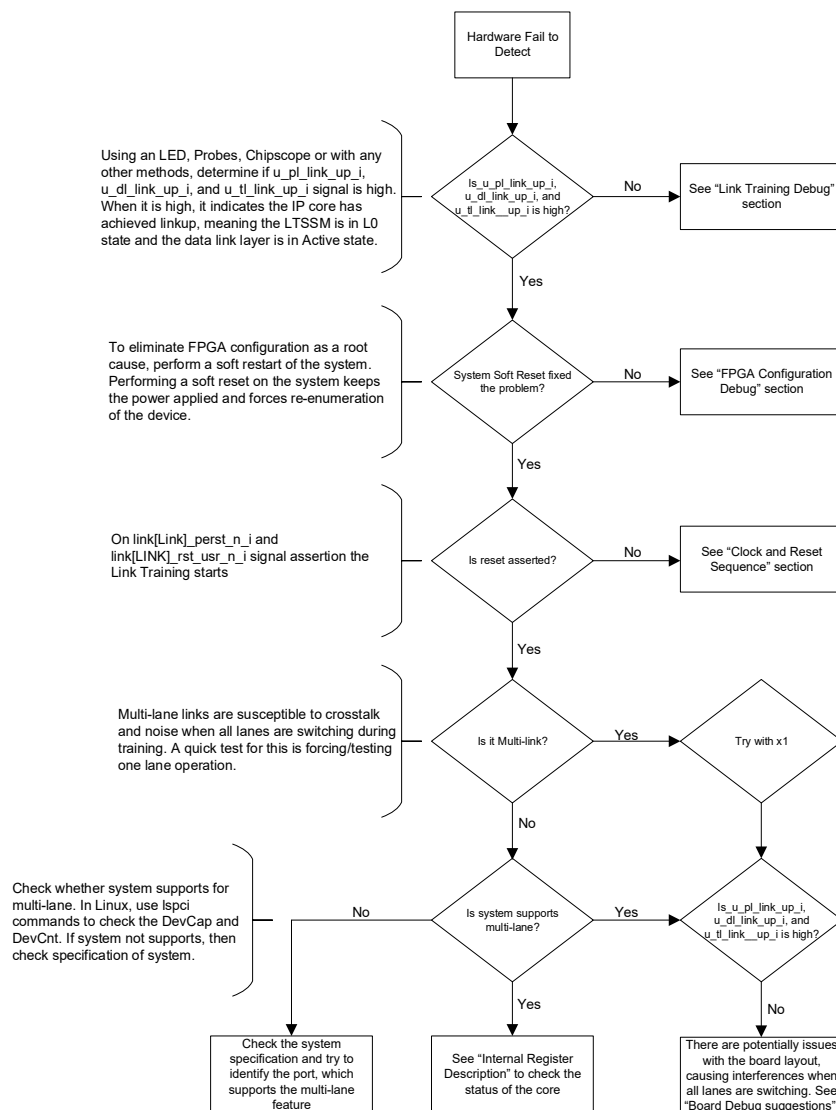 Hardware Fail to
Detect
Using an LED, Probes, Chipscope or with any
other methods, determine if u_pl_link_up_i,
u_dl_link_up_i, and u_tl_link_up_i signal is high.
When it is high, it indicates the IP core has
achieved linkup, meaning the LTSSM is in L0
state and the data link layer is in Active state.
Is_u_pl_link_up_i,
u_dl_link_up_i, and
u_tl_link__up_i is high?
No
See “Link Training Debug”
section
Yes
To eliminate FPGA configuration as a root
cause, perform a soft restart of the system.
Performing a soft reset on the system keeps
the power applied and forces re-enumeration
of the device.
System Soft Reset fixed
the problem?
No
See “FPGA Configuration
Debug” section
Yes
On link[Link]_perst_n_i and
link[LINK]_rst_usr_n_i signal assertion the
Link Training starts
Is reset asserted?
No
See “Clock and Reset
Sequence” section
Yes
Multi-lane links are susceptible to crosstalk
and noise when all lanes are switching during
training. A quick test for this is forcing/testing
one lane operation.
Is it Multi-link?
Yes
Try with x1
No
Check whether system supports for
multi-lane. In Linux, use lspci
commands to check the DevCap and
DevCnt. If system not supports, then
check specification of system.
No
Is system supports
multi-lane?
Yes
Is_u_pl_link_up_i,
u_dl_link_up_i, and
u_tl_link__up_i is high?
Yes
No
Check the system
specification and try to
identify the port, which
supports the multi-lane
feature
See “Internal Register
Description” to check the
status of the core
There are potentially issues
with the board layout,
causing interferences when
all lanes are switching. See
“Board Debug suggestions”